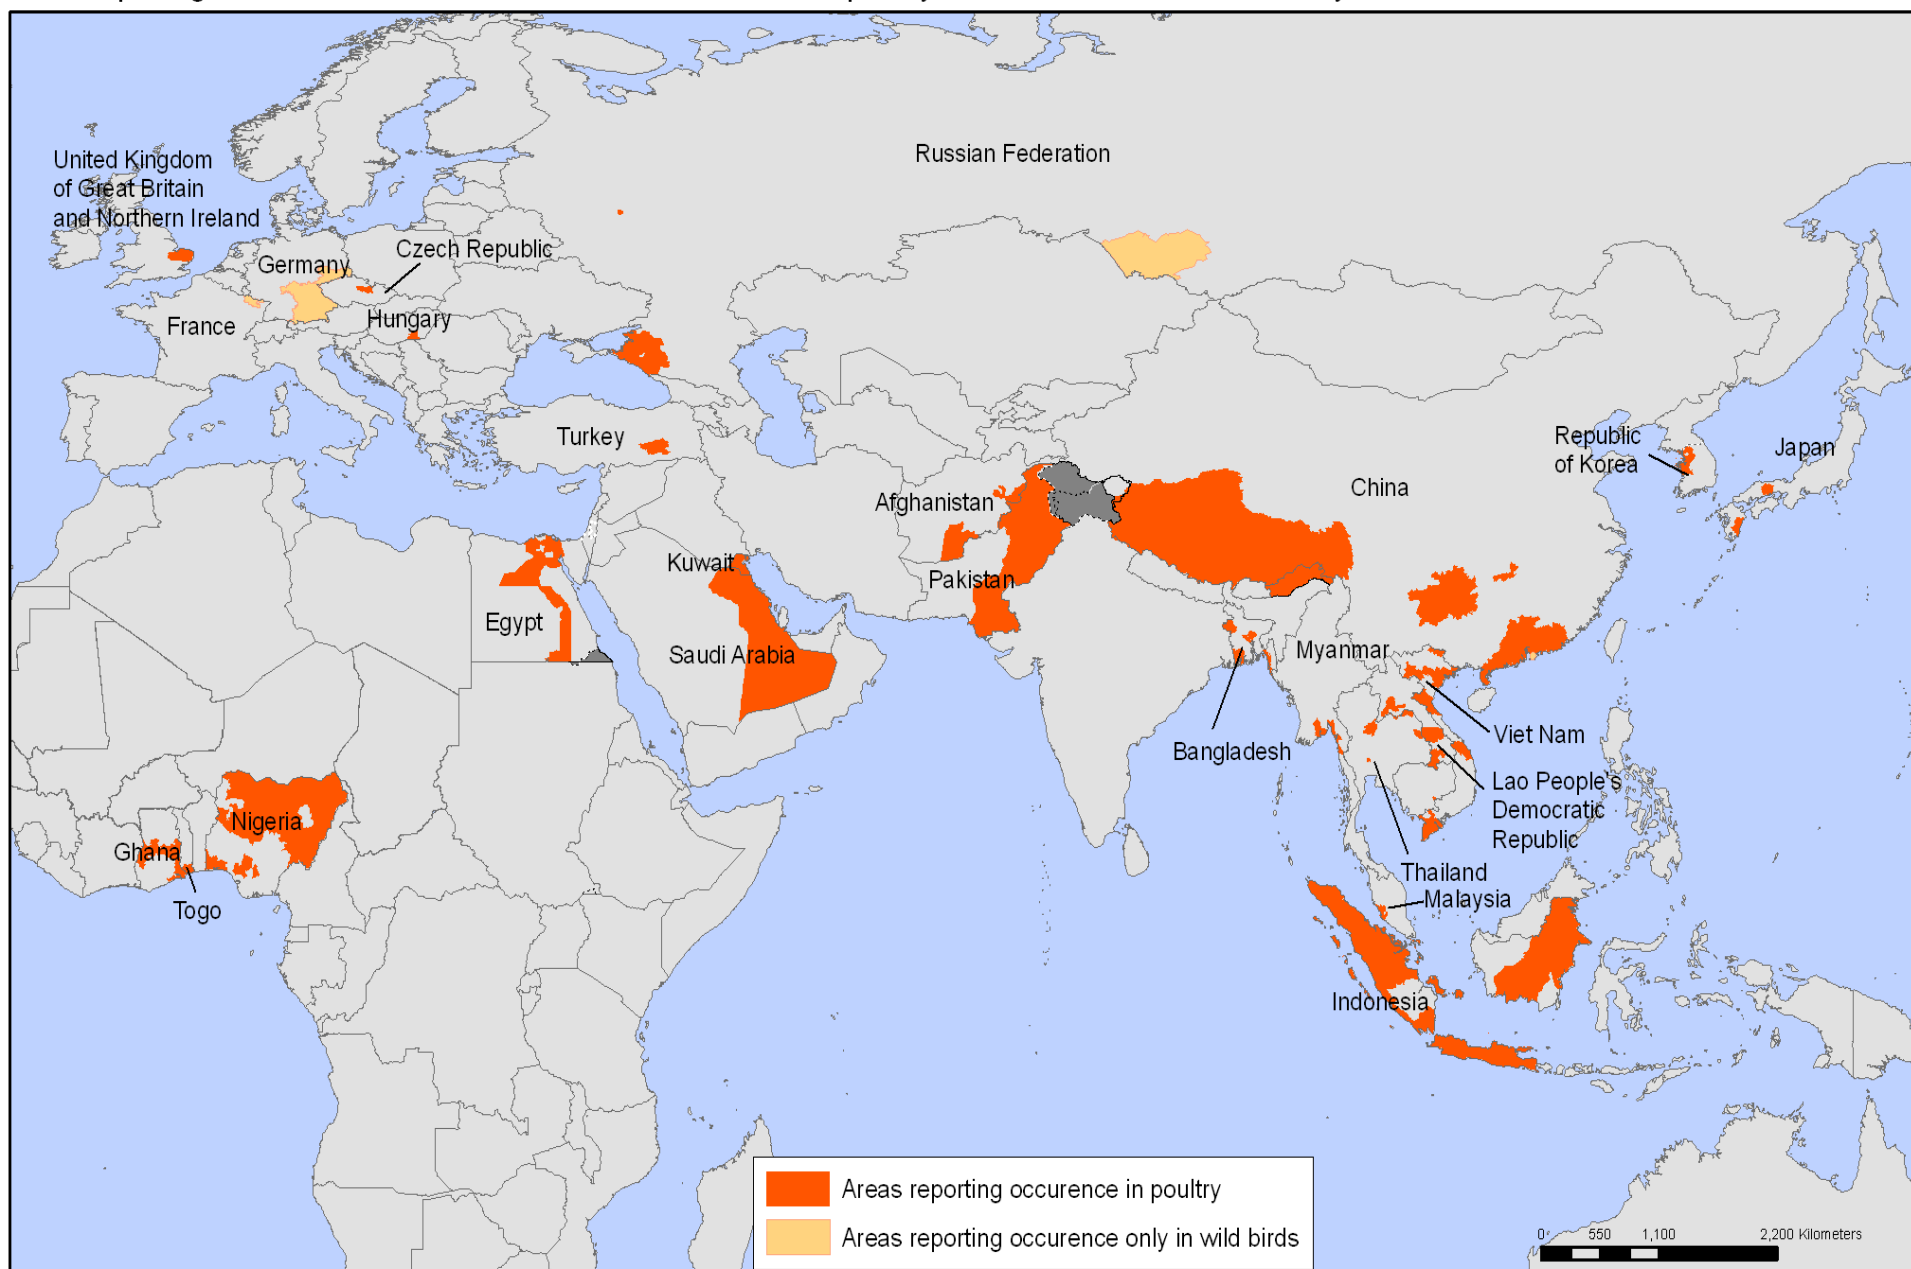 United Kingdom
of Great Britain
and Northern Ireland
Russian Federation
Czech Republic
Germany
France
Hungary
Turkey
Republic
of Korea
Japan
China
Afghanistan
Kuwait
Pakistan
Egypt
Saudi Arabia
Myanmar
Bangladesh
Viet Nam
Lao People's
Democratic
Republic
Nigeria
Ghana
Togo
Thailand
Malaysia
Indonesia
Areas reporting occurence in poultry
Areas reporting occurence only in wild birds
0 550 1,100 2,200 Kilometers